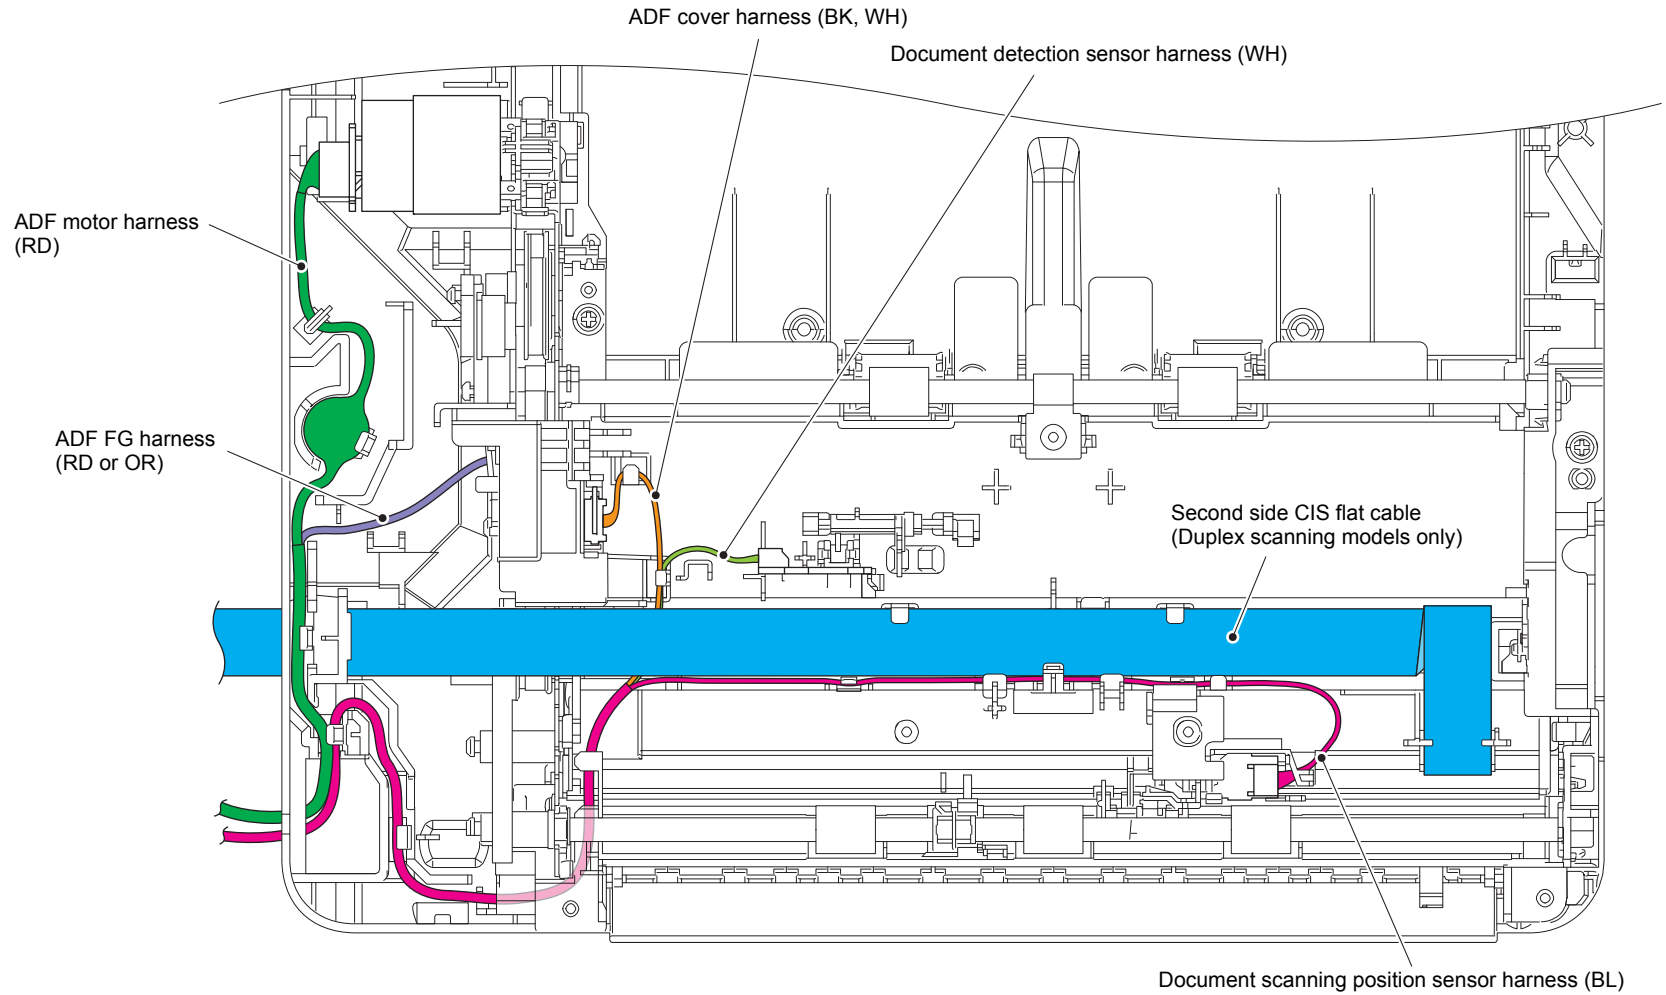 ADF cover harness (BK, WH)
Document detection sensor harness (WH)
ADF motor harness
(RD)
ADF FG harness
(RD or OR)
Second side CIS flat cable
(Duplex scanning models only)
Document scanning position sensor harness (BL)